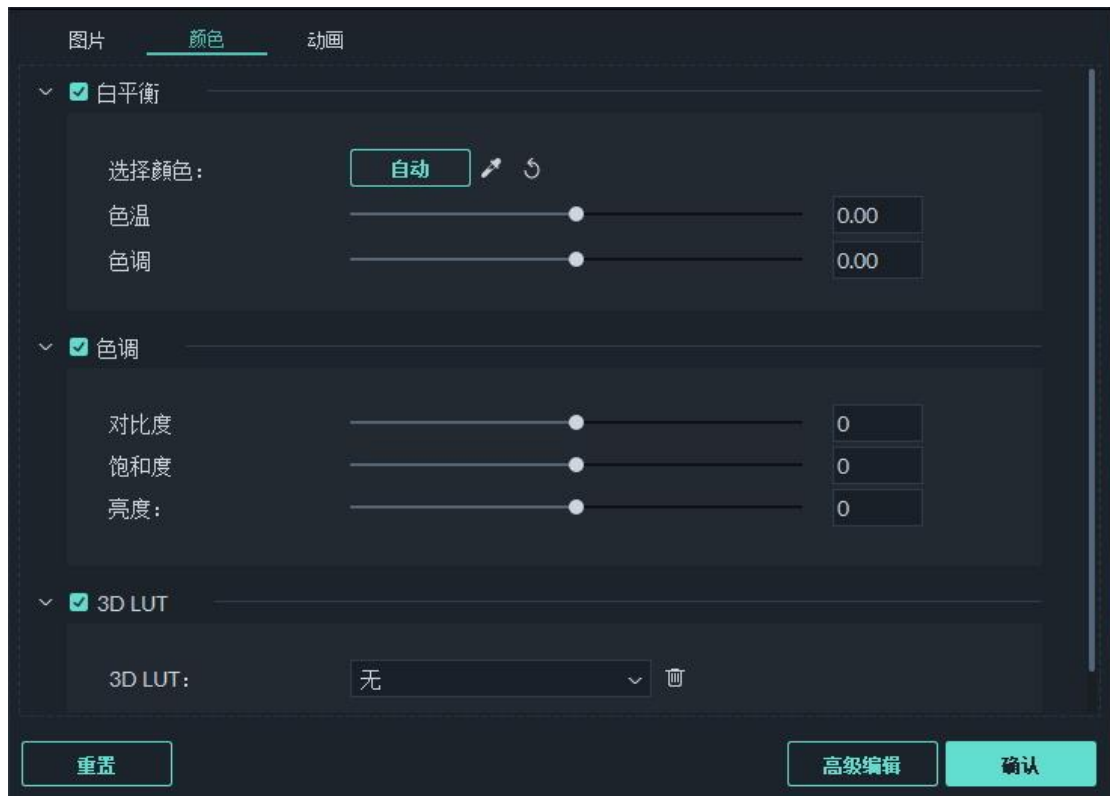 图片 颜色 动画
白平衡
选择顏色： 自动
色温 0.00
色调 0.00
色调
对比度 0
饱和度 0
亮度： 0
3D LUT
3D LUT： 无
重置 高级编辑 确认